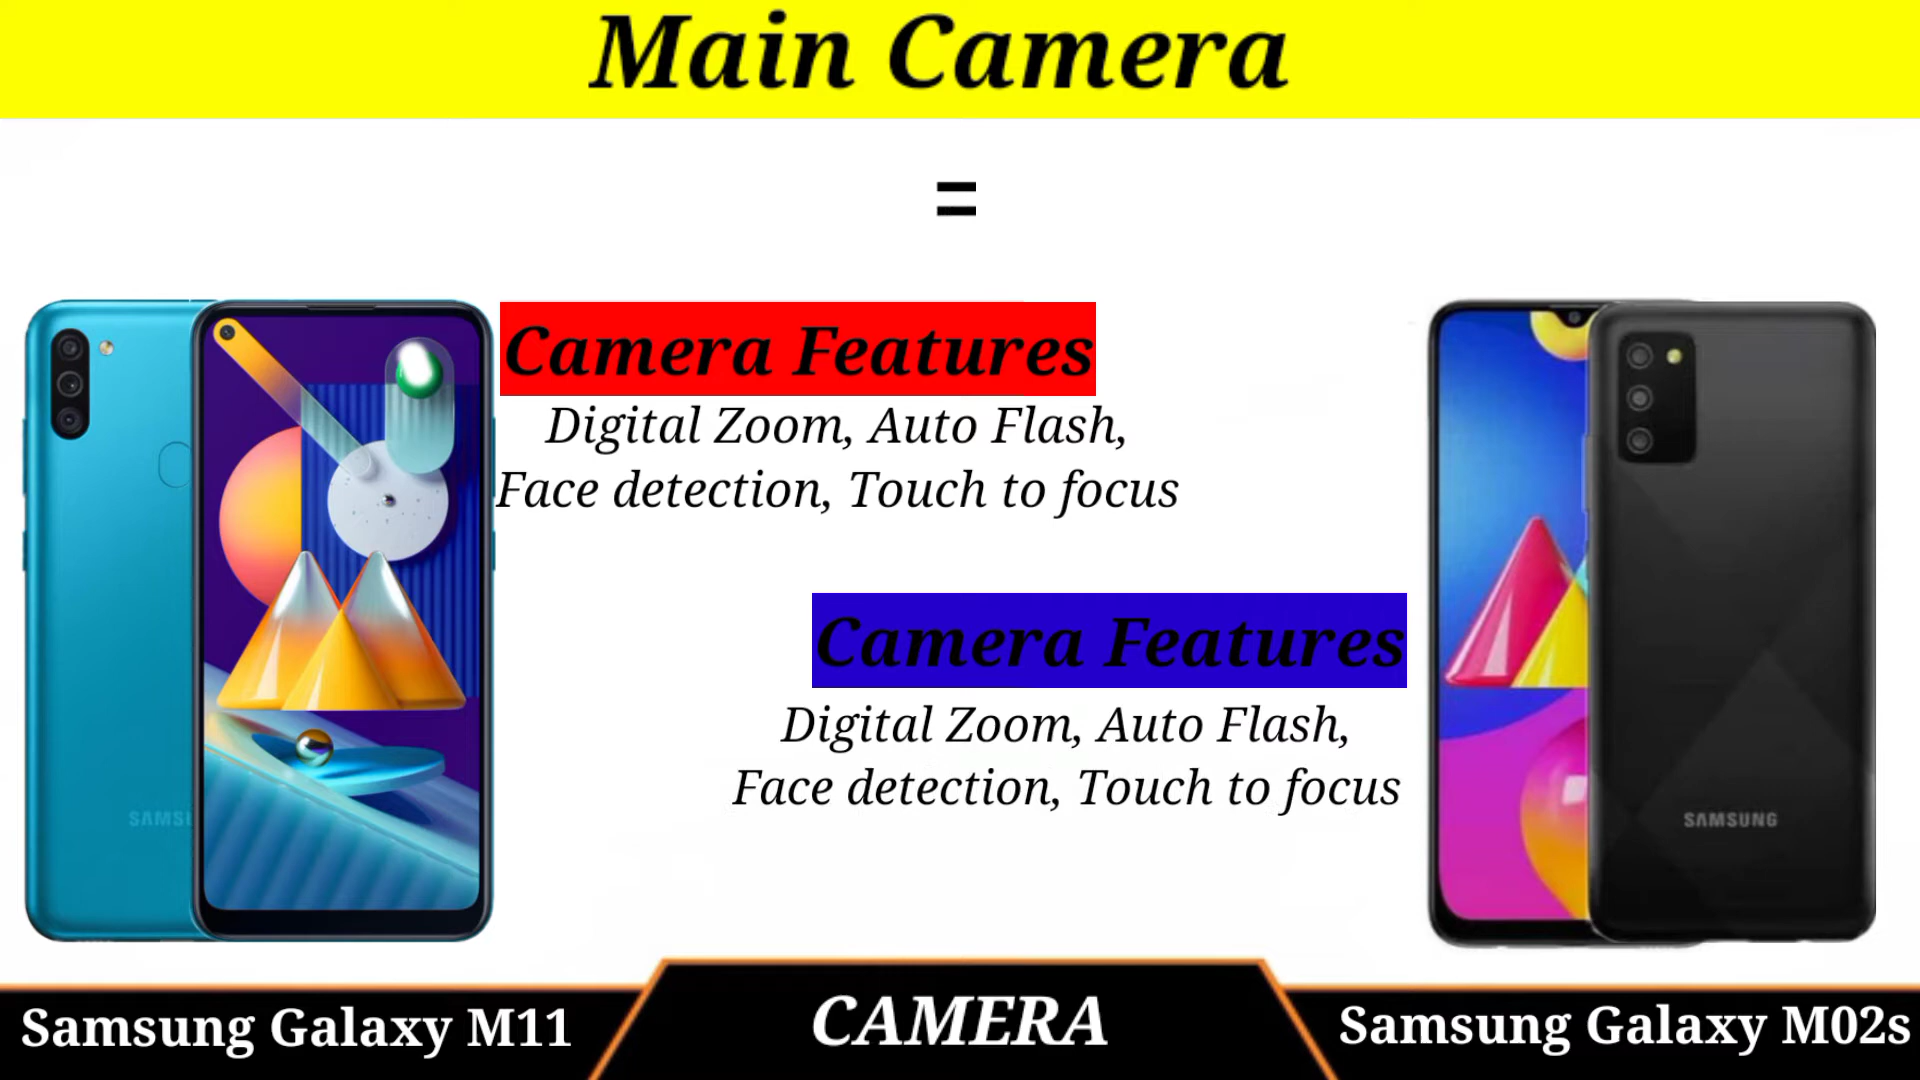 Main Camera
=
Camera Features
Digital Zoom, Auto Flash,
Face detection, Touch to focus
Camera Features
Digital Zoom, Auto Flash,
Face detection, Touch to focus
SAMSU
SAMSUNG
Samsung Galaxy M11
CAMERA
Samsung Galaxy M02s